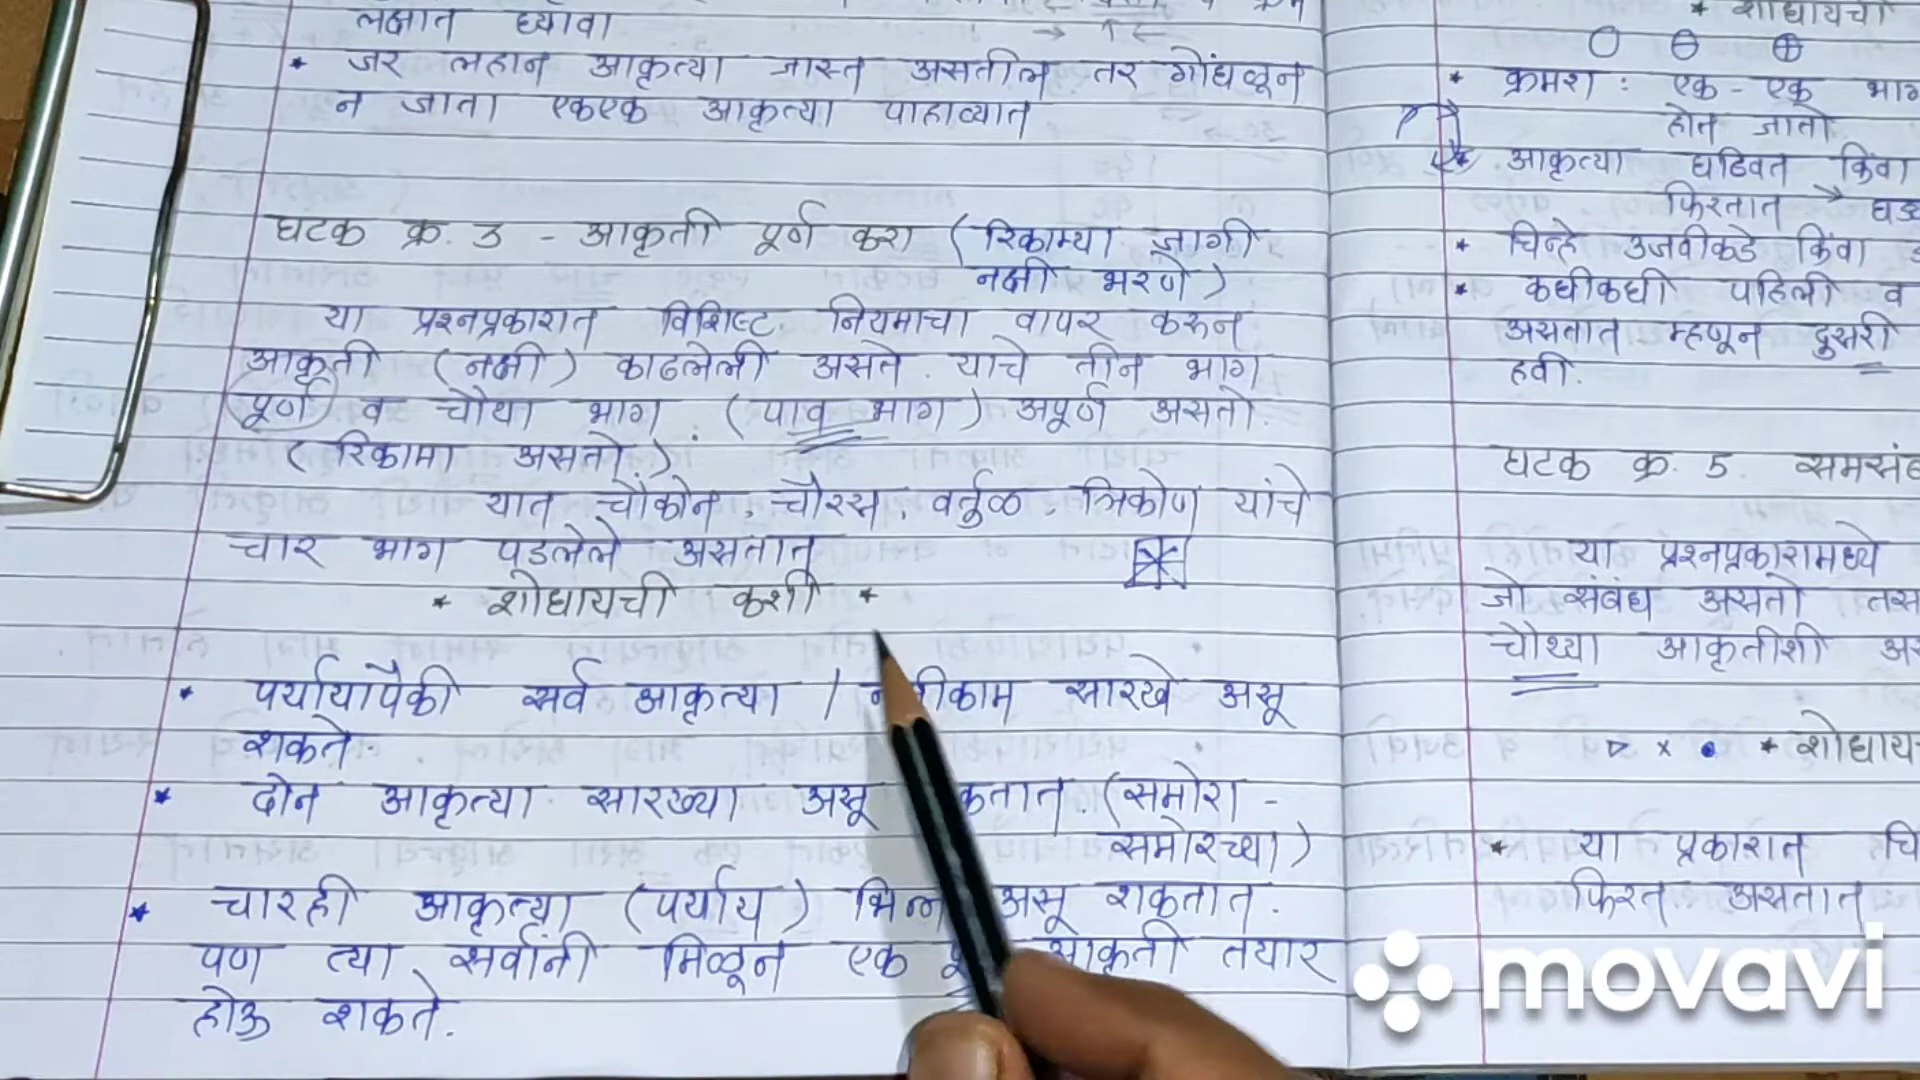 लक्षात घ्यावा
* जर लहान आकृत्या जास्त असतील तर गोंधळून
न जाता एकएक आकृत्या पाहाव्यात
घटक क्र. 3 - आकृती पूर्ण करा (रिकाम्या जागी
नक्षी भरणे)
या प्रश्नप्रकारात विशिष्ट नियमाचा वापर करून
आकृती (नक्षी) काढलेली असते. याचे तीन भाग
पूर्ण व चौथा भाग (पाव भाग) अपूर्ण असतो.
(रिकामा असतो.)
यात चौकोन, चौरस, वर्तुळ, त्रिकोण यांचे
चार भाग पडलेले असतात
* शोधायची कशी *
* पर्यायापैकी सर्व आकृत्या / काम सारखे असू
शकते.
* दोन आकृत्या सारख्या असू (समोरा -
समोरच्या)
* चारही आकृत्या (पर्याय) भिन्न असू शकतात.
पण त्या सर्वांनी मिळून एक आकृती तयार
होऊ शकते.
* शोधायची
* क्रमश: एक - एक भाग
होत जातो.
* आकृत्या घडिवत किंवा
फिरतात →
* चिन्हे उजवीकडे किंवा
* कधीकधी पहिली व
असतात म्हणून दुसरी
हवी.
घटक क्र. 5.
या प्रश्नप्रकारामध्ये
जो संबंध असतो
चौथ्या आकृतीशी
*
* या प्रकारात
फिरत असतात
movavi